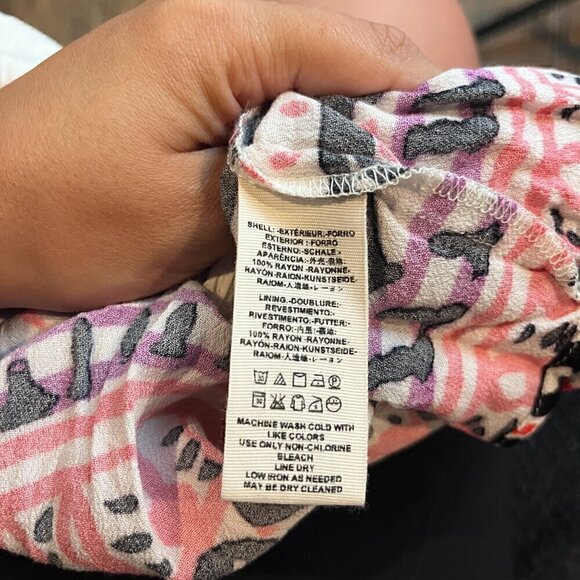 SHELL:-EXTÉRIEUR:-FORRO
EXTERIOR : FORRO
ESTERNO:-SCHALE -
APARÊNCIA:-外壳-表地:
100% RAYON -RAYONNE-
RAYON-RAION-KUNSTSEIDE
RAIOM-人造絲-レーヨン
LINING.-DOUBLURE:
REVESTIMIENTO:-
RIVESTIMENTO:-FUTTER:-
FORRO:-内里:-裏地:
100% RAYON-RAYONNE-
RAYÓN-RAION-KUNSTSEIDE-
RAIOM-人造絲-レーヨン
MACHINE WASH COLD WITH
LIKE COLORS
USE ONLY NON-CHLORINE
BLEACH
LINE DRY
LOW IRON AS NEEDED
MAY BE DRY CLEANED